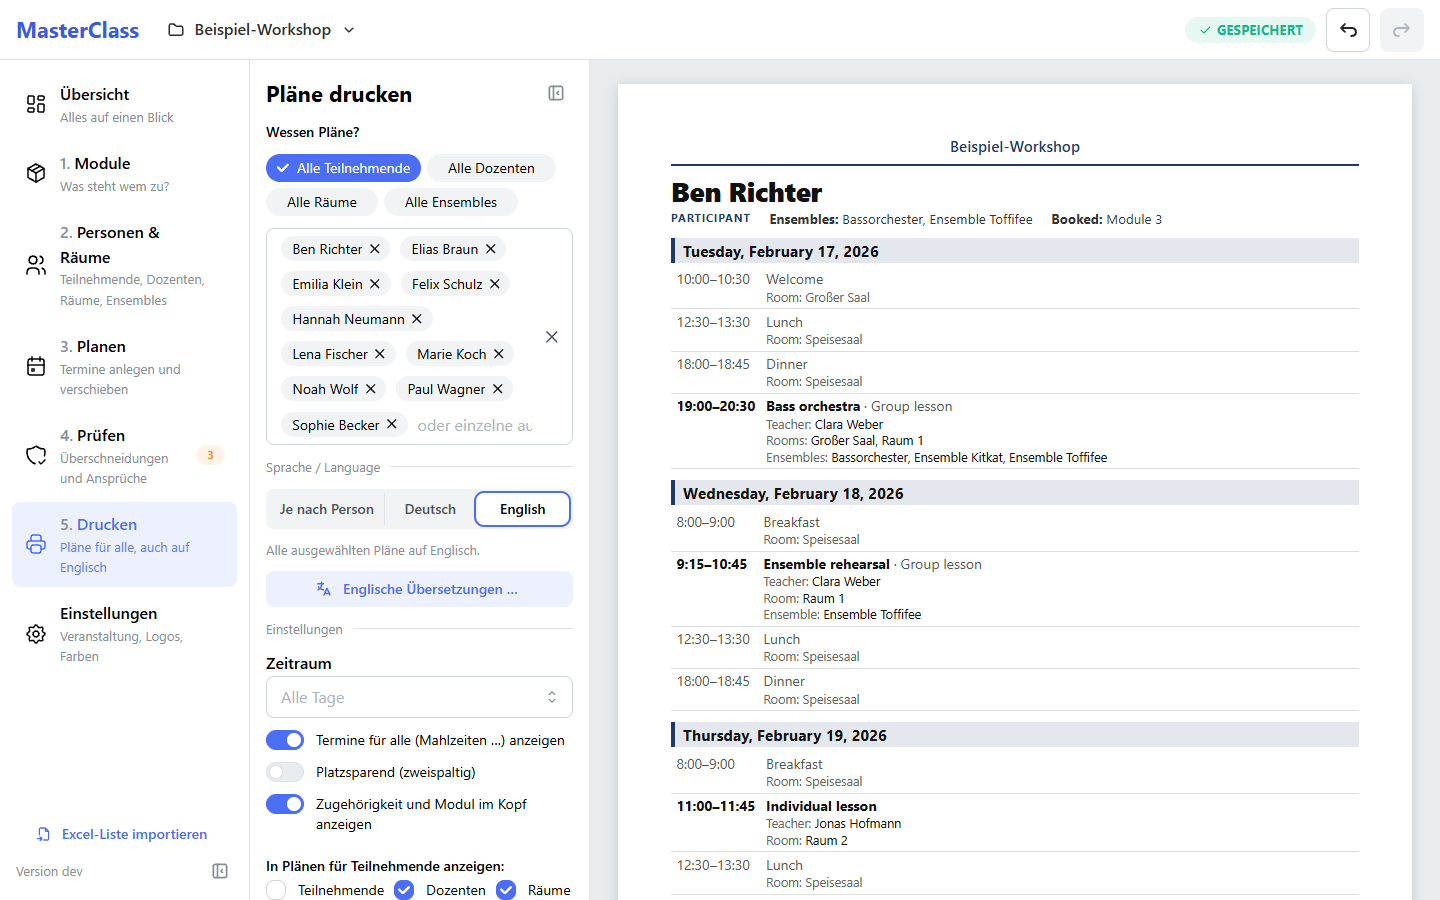 MasterClass
Beispiel-Workshop
GESPEICHERT
Übersicht
Alles auf einen Blick
1. Module
Was steht wem zu?
2. Personen &
Räume
Teilnehmende, Dozenten,
Räume, Ensembles
3. Planen
Termine anlegen und
verschieben
4. Prüfen
Überschneidungen
und Ansprüche
3
5. Drucken
Pläne für alle, auch auf
Englisch
Einstellungen
Veranstaltung, Logos,
Farben
Excel-Liste importieren
Version dev
Pläne drucken
Wessen Pläne?
Alle Teilnehmende
Alle Dozenten
Alle Räume
Alle Ensembles
Ben Richter
Elias Braun
Emilia Klein
Felix Schulz
Hannah Neumann
Lena Fischer
Marie Koch
Noah Wolf
Paul Wagner
Sophie Becker
oder einzelne au
Sprache / Language
Je nach Person
Deutsch
English
Alle ausgewählten Pläne auf Englisch.
Englische Übersetzungen ...
Einstellungen
Zeitraum
Alle Tage
Termine für alle (Mahlzeiten ...) anzeigen
Platzsparend (zweispaltig)
Zugehörigkeit und Modul im Kopf
anzeigen
In Plänen für Teilnehmende anzeigen:
Teilnehmende
Dozenten
Räume
Beispiel-Workshop
Ben Richter
PARTICIPANT Ensembles: Bassorchester, Ensemble Toffifee Booked: Module 3
Tuesday, February 17, 2026
10:00–10:30 Welcome
Room: Großer Saal
12:30–13:30 Lunch
Room: Speisesaal
18:00–18:45 Dinner
Room: Speisesaal
19:00–20:30 Bass orchestra · Group lesson
Teacher: Clara Weber
Rooms: Großer Saal, Raum 1
Ensembles: Bassorchester, Ensemble Kitkat, Ensemble Toffifee
Wednesday, February 18, 2026
8:00–9:00 Breakfast
Room: Speisesaal
9:15–10:45 Ensemble rehearsal · Group lesson
Teacher: Clara Weber
Room: Raum 1
Ensemble: Ensemble Toffifee
12:30–13:30 Lunch
Room: Speisesaal
18:00–18:45 Dinner
Room: Speisesaal
Thursday, February 19, 2026
8:00–9:00 Breakfast
Room: Speisesaal
11:00–11:45 Individual lesson
Teacher: Jonas Hofmann
Room: Raum 2
12:30–13:30 Lunch
Room: Speisesaal